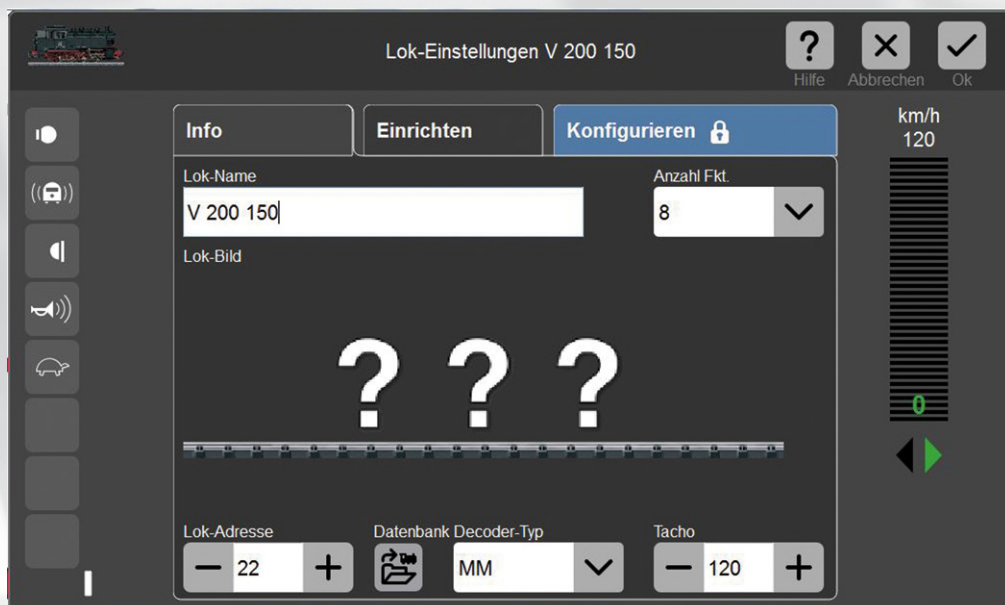 Lok-Einstellungen V 200 150
?
Hilfe
Abbrechen
Ok
Info
Einrichten
Konfigurieren
km/h
120
Lok-Name
Anzahl Fkt.
V 200 150
8
Lok-Bild
? ? ?
0
Lok-Adresse
Datenbank
Decoder-Typ
Tacho
22
MM
120